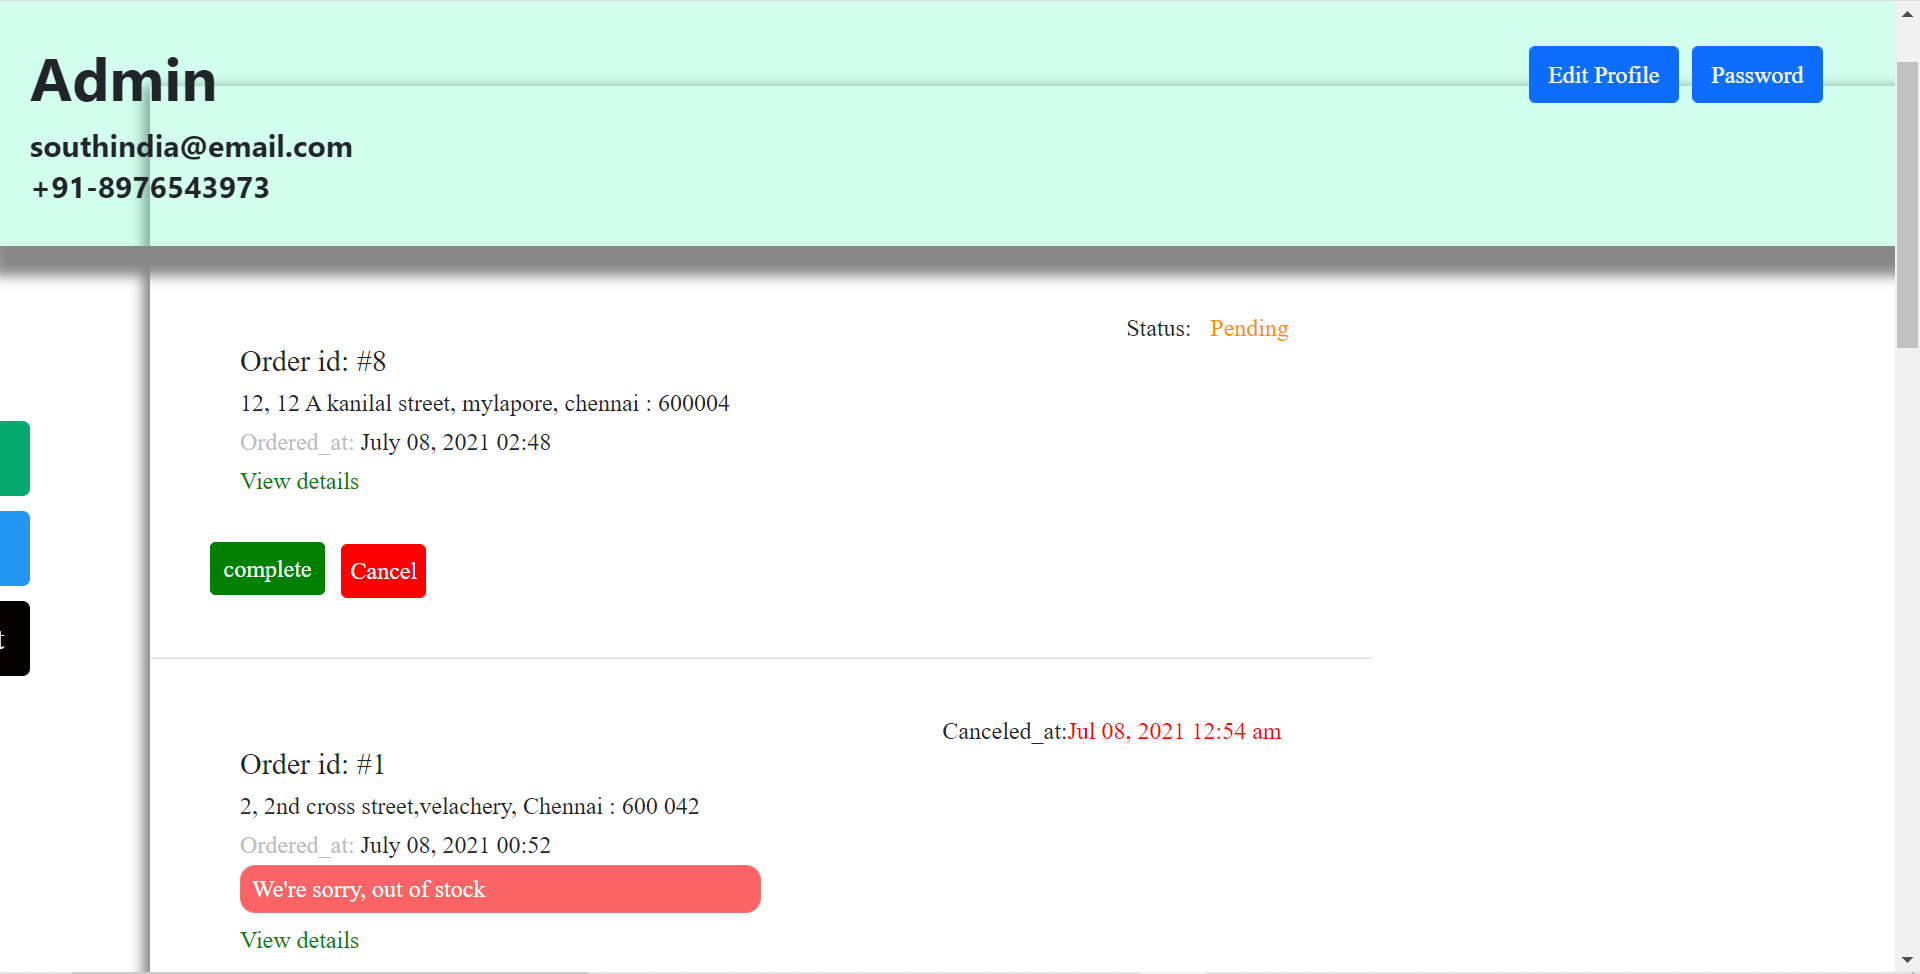 Admin
Edit Profile
Password
southindia@email.com
+91-8976543973
Status: Pending
Order id: #8
12, 12 A kanilal street, mylapore, chennai : 600004
Ordered_at: July 08, 2021 02:48
View details
complete
Cancel
t
Canceled_at:Jul 08, 2021 12:54 am
Order id: #1
2, 2nd cross street,velachery, Chennai : 600 042
Ordered_at: July 08, 2021 00:52
We're sorry, out of stock
View details